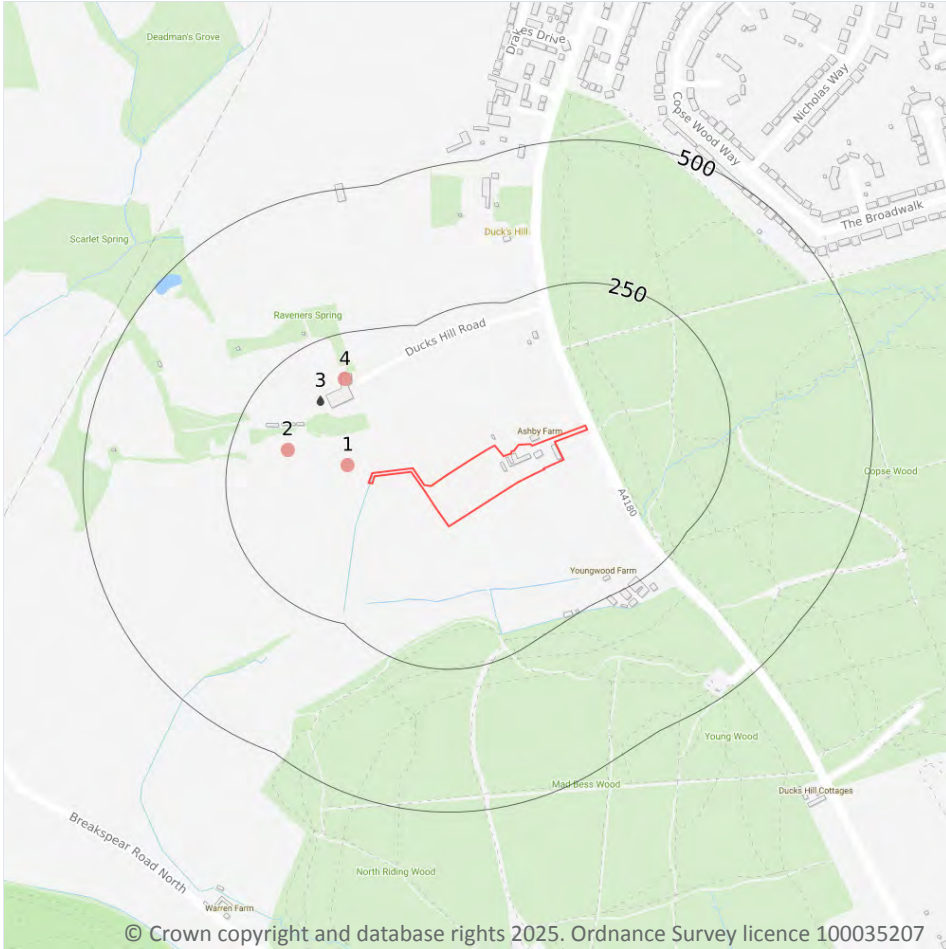 Deadman's Grove
Drakes Drive
Nicholas Way
Copse Wood Way
500
The Broadwalk
Scarlet Spring
Duck's Hill
250
Raveners Spring
Ducks Hill Road
4
3
2
1
Ashby Farm
Copse Wood
A4180
Youngwood Farm
Young Wood
Mad Bess Wood
Ducks Hill Cottages
Breakspear Road North
North Riding Wood
Warren Farm
© Crown copyright and database rights 2025. Ordnance Survey licence 100035207